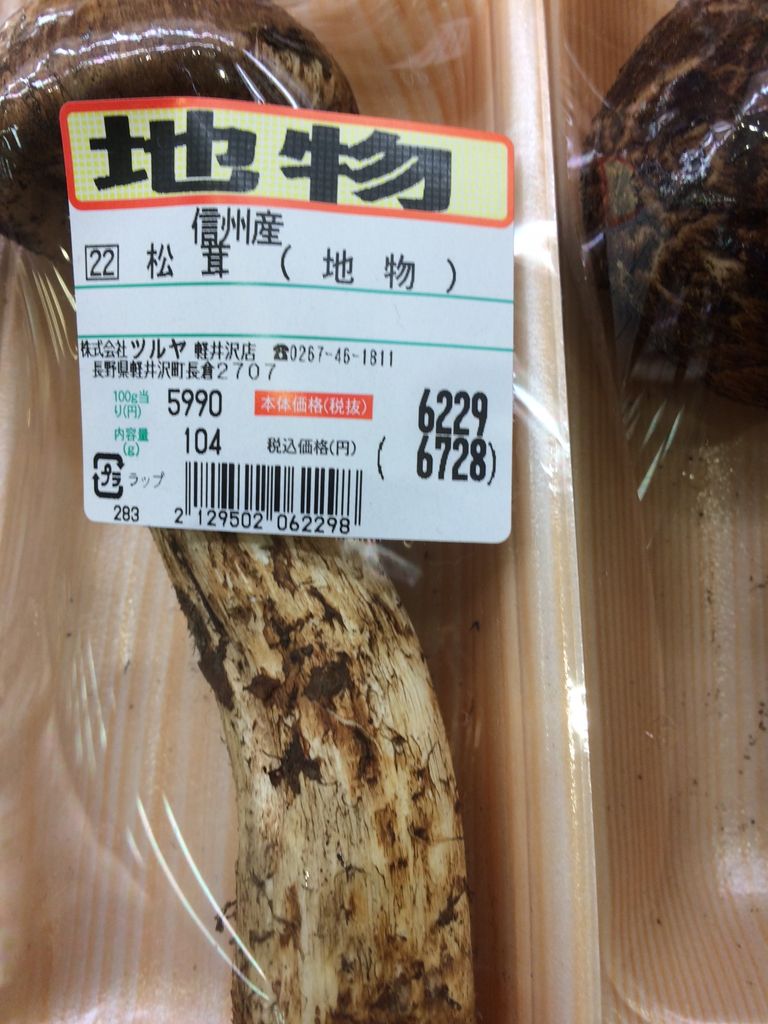 地物
信州産
22 松茸 (地物)
株式会社ツルヤ 軽井沢店 ☎0267-46-1811
長野県軽井沢町長倉2707
100g当り(円) 5990 本体価格(税抜) 6229
内容量(g) 104 税込価格(円) (6728)
プラ ラップ
283 2 129502 062298